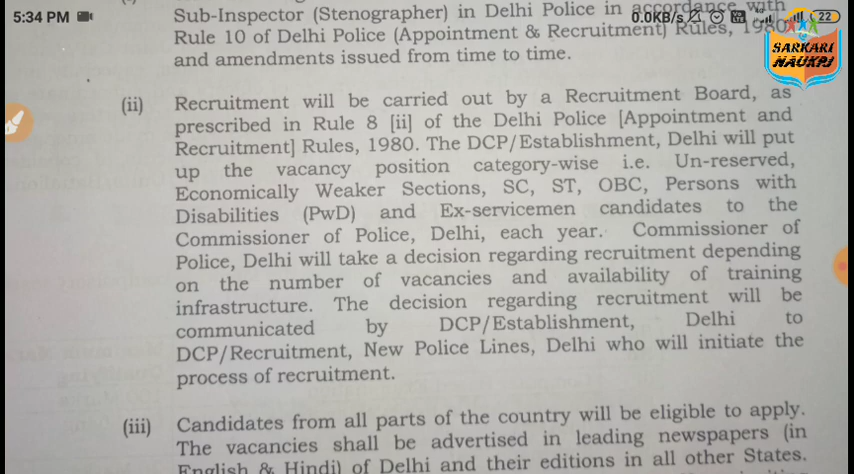 5:34 PM
0.0KB/s
22
SARKARI
NAUKRI
Sub-Inspector (Stenographer) in Delhi Police in accordance with
Rule 10 of Delhi Police (Appointment & Recruitment) Rules, 1980
and amendments issued from time to time.
(ii) Recruitment will be carried out by a Recruitment Board, as
prescribed in Rule 8 [ii] of the Delhi Police [Appointment and
Recruitment] Rules, 1980. The DCP/Establishment, Delhi will put
up the vacancy position category-wise i.e. Un-reserved,
Economically Weaker Sections, SC, ST, OBC, Persons with
Disabilities (PwD) and Ex-servicemen candidates to the
Commissioner of Police, Delhi, each year. Commissioner of
Police, Delhi will take a decision regarding recruitment depending
on the number of vacancies and availability of training
infrastructure. The decision regarding recruitment will be
communicated by DCP/Establishment, Delhi to
DCP/Recruitment, New Police Lines, Delhi who will initiate the
process of recruitment.
(iii) Candidates from all parts of the country will be eligible to apply.
The vacancies shall be advertised in leading newspapers (in
English & Hindi) of Delhi and their editions in all other States.